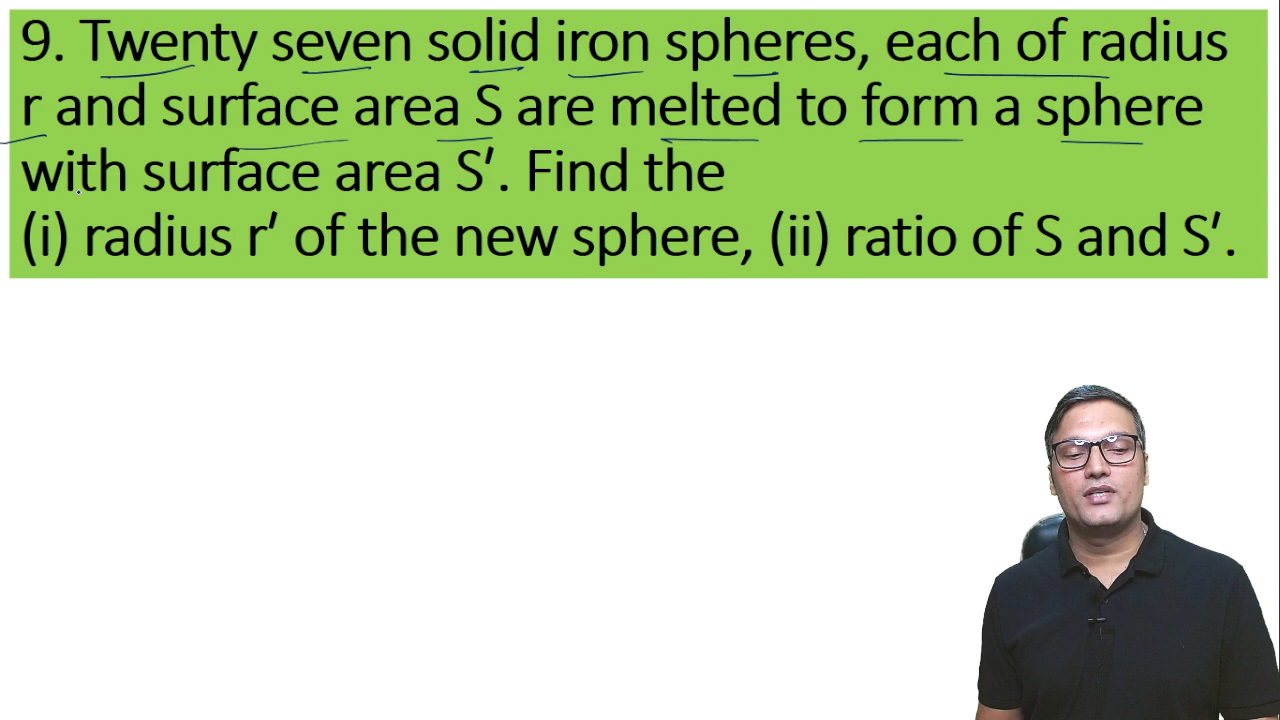 9. Twenty seven solid iron spheres, each of radius
r and surface area S are melted to form a sphere
with surface area S′. Find the
(i) radius r′ of the new sphere, (ii) ratio of S and S′.